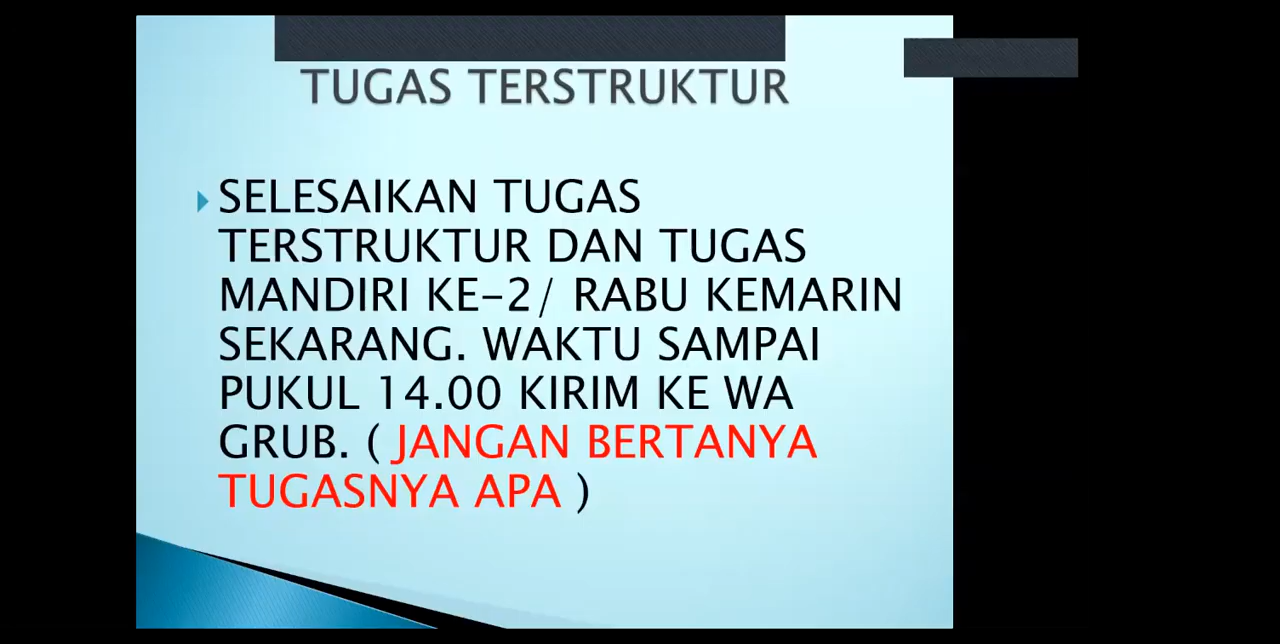 TUGAS TERSTRUKTUR
SELESAIKAN TUGAS
TERSTRUKTUR DAN TUGAS
MANDIRI KE-2/ RABU KEMARIN
SEKARANG. WAKTU SAMPAI
PUKUL 14.00 KIRIM KE WA
GRUB. ( JANGAN BERTANYA
TUGASNYA APA )